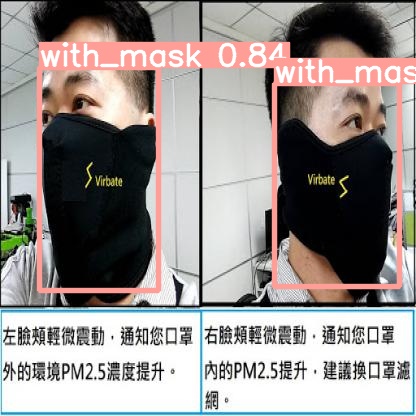 with_mask 0.84
with_mas
Virbate
Virbate
左臉頰輕微震動，通知您口罩
外的環境PM2.5濃度提升。
右臉頰輕微震動，通知您口罩
內的PM2.5提升，建議換口罩濾
網。